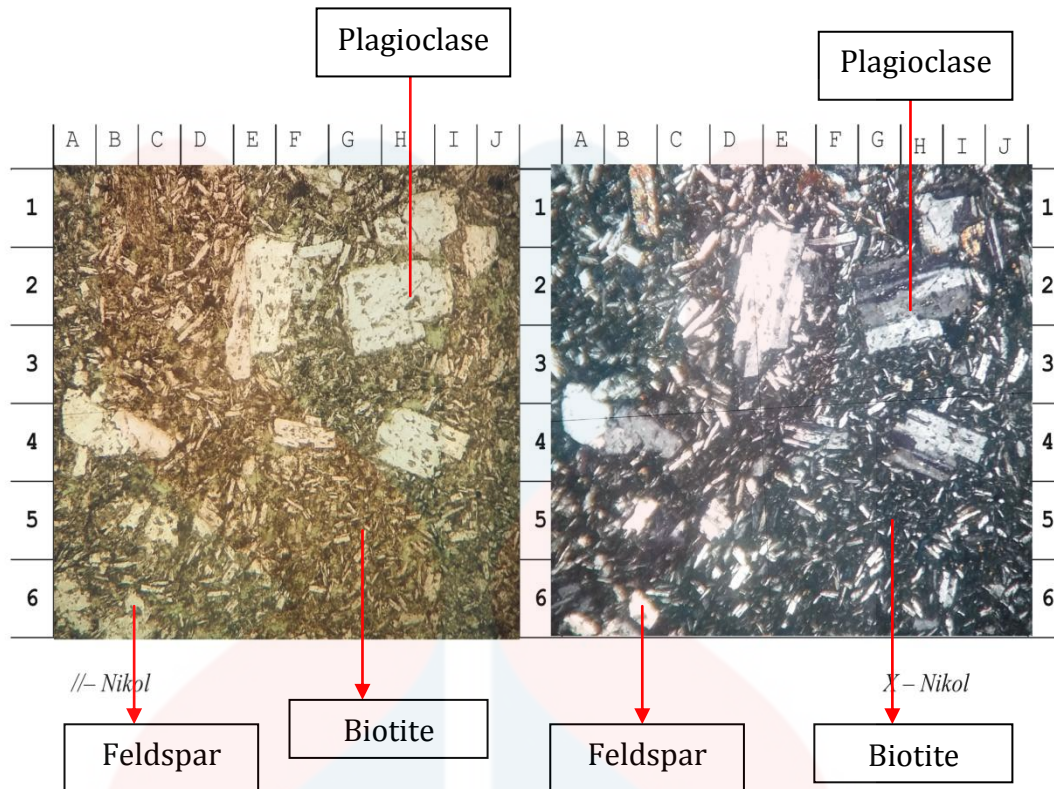 Plagioclase
Plagioclase
A B C D E F G H I J
A B C D E F G H I J
1 1 1
2 2 2
3 3 3
4 4 4
5 5 5
6 6 6
//– Nikol
X – Nikol
Feldspar
Biotite
Feldspar
Biotite